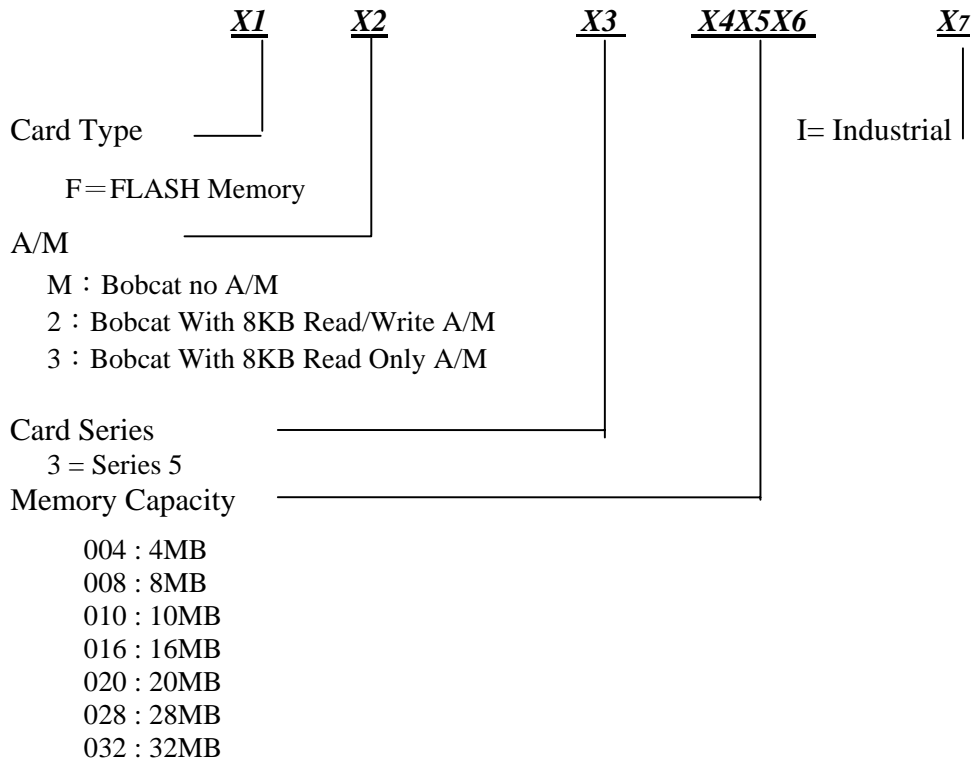 X1 X2 X3 X4X5X6 X7
Card Type I= Industrial
F＝FLASH Memory
A/M
M：Bobcat no A/M
2：Bobcat With 8KB Read/Write A/M
3：Bobcat With 8KB Read Only A/M
Card Series
3 = Series 5
Memory Capacity
004 : 4MB
008 : 8MB
010 : 10MB
016 : 16MB
020 : 20MB
028 : 28MB
032 : 32MB